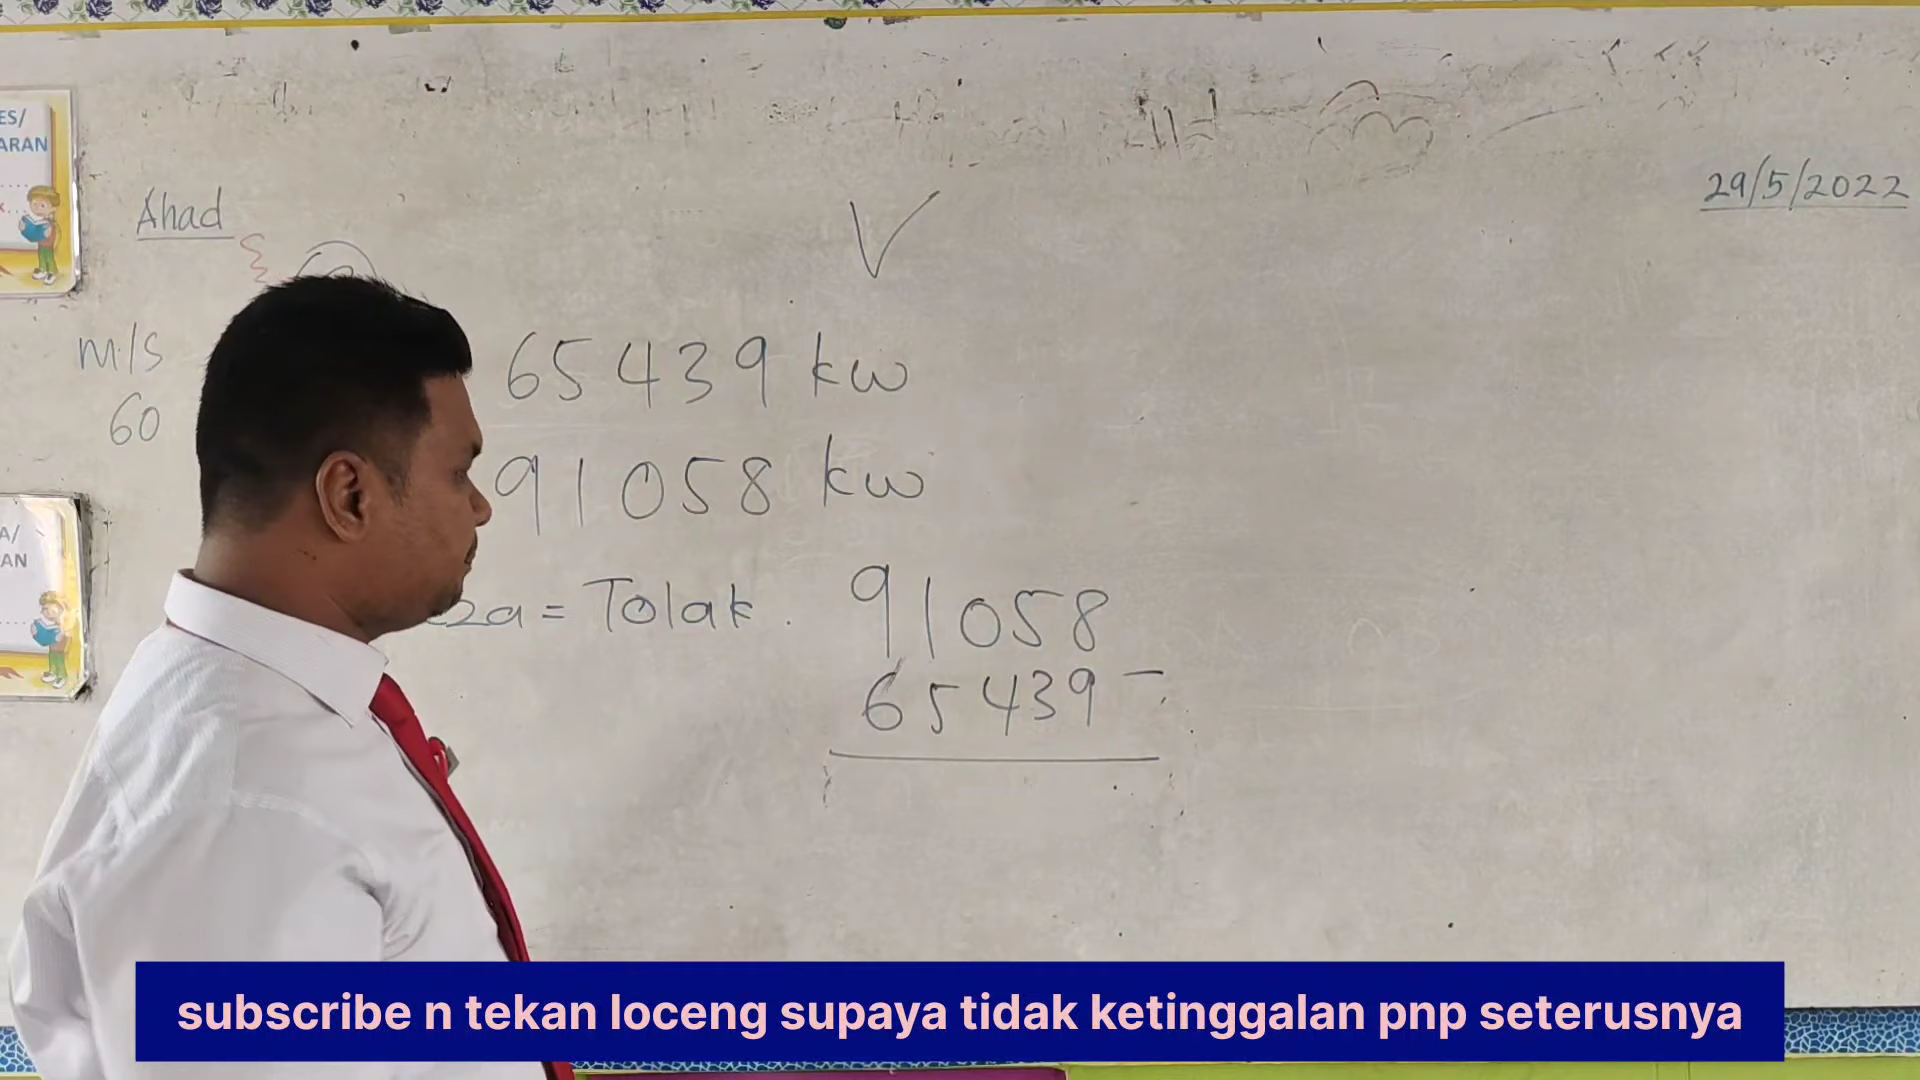 ES/
ARAN
Ahad
29/5/2022
m/s
60
65439 kw
91058 kw
A/
AN
eza = Tolak.
91058
65439 -
subscribe n tekan loceng supaya tidak ketinggalan pnp seterusnya